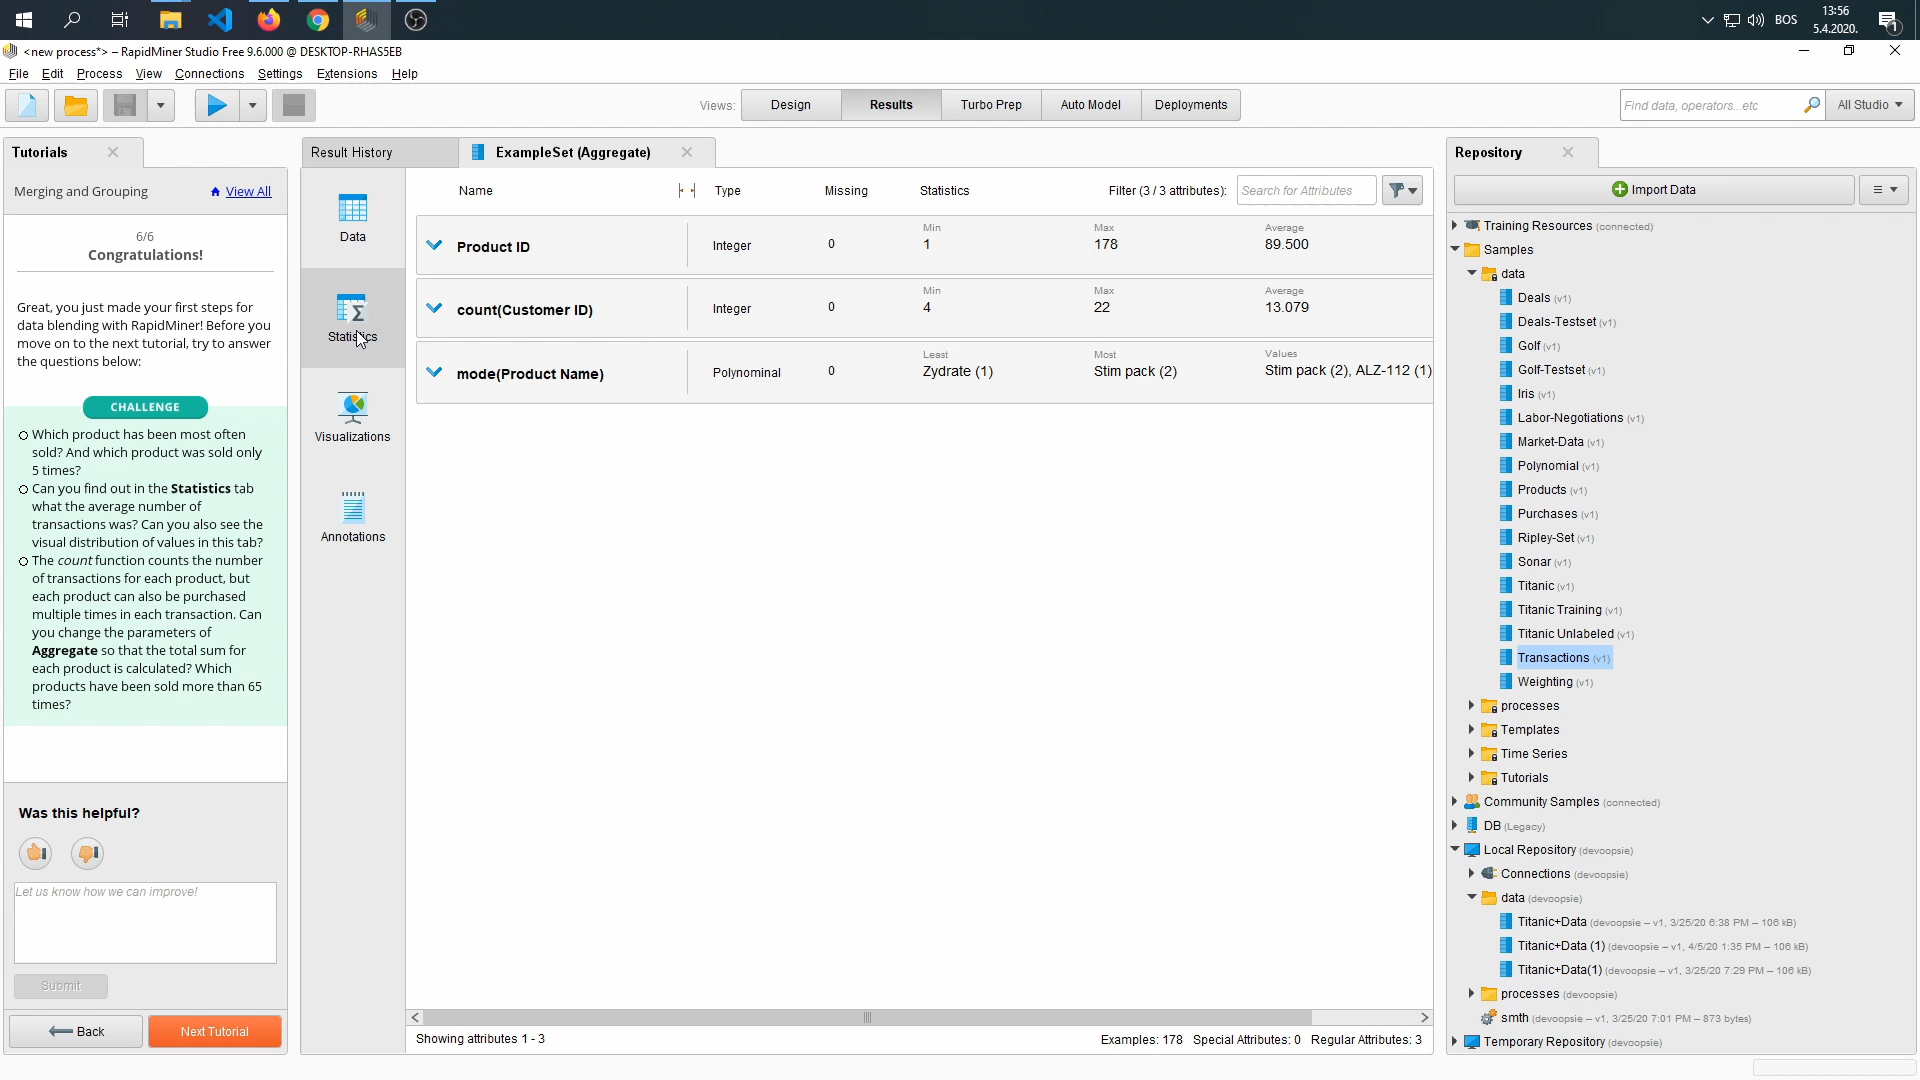 BOS
13:56
5.4.2020.
1
<new process*> – RapidMiner Studio Free 9.6.000 @ DESKTOP-RHAS5EB
File Edit Process View Connections Settings Extensions Help
Views: Design Results Turbo Prep Auto Model Deployments
Find data, operators...etc
All Studio
Tutorials
Merging and Grouping
View All
6/6
Congratulations!
Great, you just made your first steps for
data blending with RapidMiner! Before you
move on to the next tutorial, try to answer
the questions below:
CHALLENGE
Which product has been most often
sold? And which product was sold only
5 times?
Can you find out in the Statistics tab
what the average number of
transactions was? Can you also see the
visual distribution of values in this tab?
The count function counts the number
of transactions for each product, but
each product can also be purchased
multiple times in each transaction. Can
you change the parameters of
Aggregate so that the total sum for
each product is calculated? Which
products have been sold more than 65
times?
Was this helpful?
Let us know how we can improve!
Submit
Back
Next Tutorial
Result History
ExampleSet (Aggregate)
Data
Statistics
Visualizations
Annotations
Name Type Missing Statistics Filter (3 / 3 attributes): Search for Attributes
Min Max Average
Product ID Integer 0 1 178 89.500
Min Max Average
count(Customer ID) Integer 0 4 22 13.079
Least Most Values
mode(Product Name) Polynominal 0 Zydrate (1) Stim pack (2) Stim pack (2), ALZ-112 (1)
Showing attributes 1 - 3
Examples: 178 Special Attributes: 0 Regular Attributes: 3
Repository
Import Data
Training Resources (connected)
Samples
data
Deals (v1)
Deals-Testset (v1)
Golf (v1)
Golf-Testset (v1)
Iris (v1)
Labor-Negotiations (v1)
Market-Data (v1)
Polynomial (v1)
Products (v1)
Purchases (v1)
Ripley-Set (v1)
Sonar (v1)
Titanic (v1)
Titanic Training (v1)
Titanic Unlabeled (v1)
Transactions (v1)
Weighting (v1)
processes
Templates
Time Series
Tutorials
Community Samples (connected)
DB (Legacy)
Local Repository (devoopsie)
Connections (devoopsie)
data (devoopsie)
Titanic+Data (devoopsie – v1, 3/25/20 6:38 PM – 106 kB)
Titanic+Data (1) (devoopsie – v1, 4/5/20 1:35 PM – 106 kB)
Titanic+Data(1) (devoopsie – v1, 3/25/20 7:29 PM – 106 kB)
processes (devoopsie)
smth (devoopsie – v1, 3/25/20 7:01 PM – 873 bytes)
Temporary Repository (devoopsie)